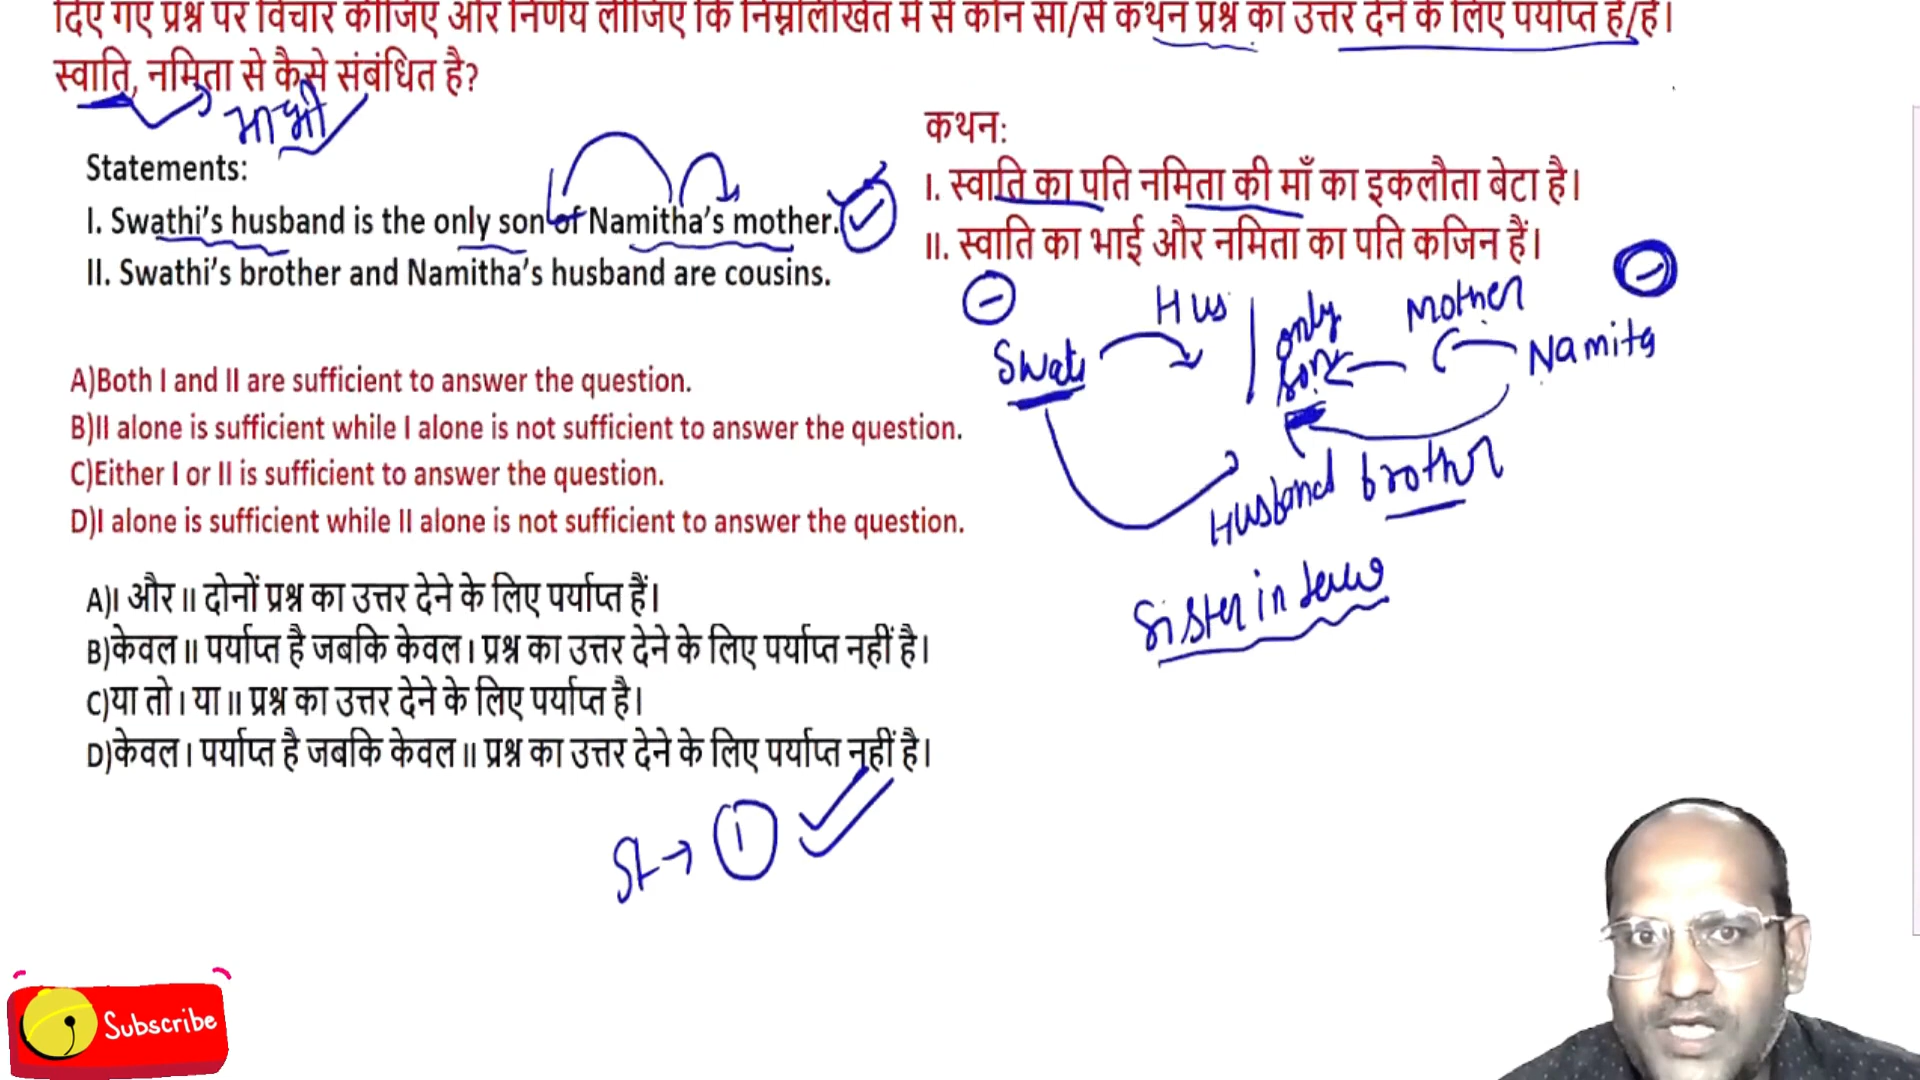 दिए गए प्रश्न पर विचार कीजिए और निर्णय लीजिए कि निम्नलिखित में से कौन सा/से कथन प्रश्न का उत्तर देने के लिए पर्याप्त है/हैं।
स्वाति, नमिता से कैसे संबंधित है?
भाभी
Statements:
I. Swathi's husband is the only son of Namitha's mother.
II. Swathi's brother and Namitha's husband are cousins.
A)Both I and II are sufficient to answer the question.
B)II alone is sufficient while I alone is not sufficient to answer the question.
C)Either I or II is sufficient to answer the question.
D)I alone is sufficient while II alone is not sufficient to answer the question.
A)। और ॥ दोनों प्रश्न का उत्तर देने के लिए पर्याप्त हैं।
B)केवल ॥ पर्याप्त है जबकि केवल । प्रश्न का उत्तर देने के लिए पर्याप्त नहीं है।
C)या तो । या ॥ प्रश्न का उत्तर देने के लिए पर्याप्त है।
D)केवल । पर्याप्त है जबकि केवल ॥ प्रश्न का उत्तर देने के लिए पर्याप्त नहीं है।
St → 1
कथन:
I. स्वाति का पति नमिता की माँ का इकलौता बेटा है।
II. स्वाति का भाई और नमिता का पति कजिन हैं।
Hus only son Mother
Swati Namita
Husband brother
Sister in law
Subscribe